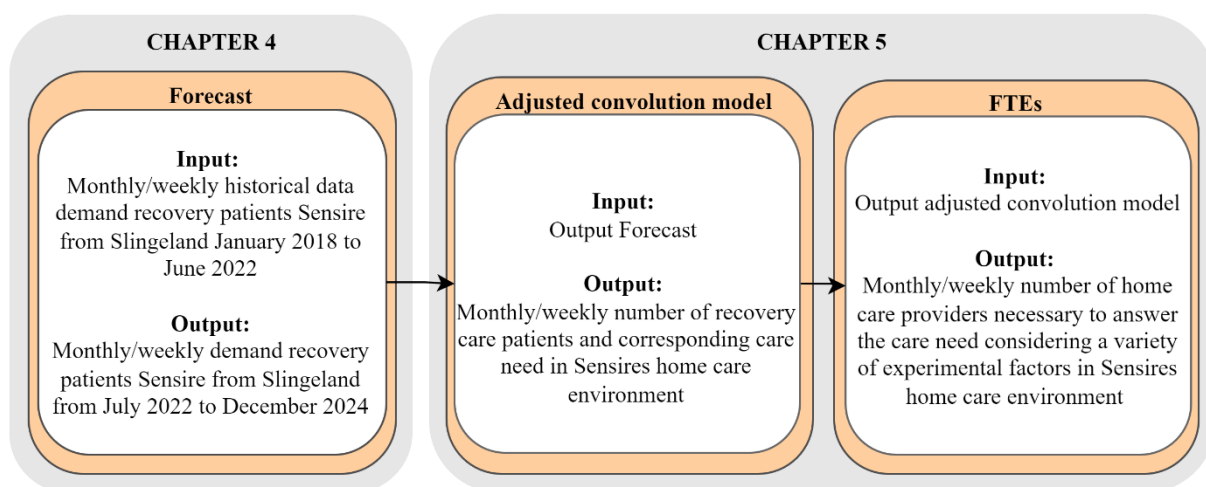 CHAPTER 4
Forecast
Input:
Monthly/weekly historical data
demand recovery patients Sensire
from Slingeland January 2018 to
June 2022
Output:
Monthly/weekly demand recovery
patients Sensire from Slingeland
from July 2022 to December 2024
CHAPTER 5
Adjusted convolution model
Input:
Output Forecast
Output:
Monthly/weekly number of recovery
care patients and corresponding care
need in Sensires home care
environment
FTEs
Input:
Output adjusted convolution model
Output:
Monthly/weekly number of home
care providers necessary to answer
the care need considering a variety
of experimental factors in Sensires
home care environment